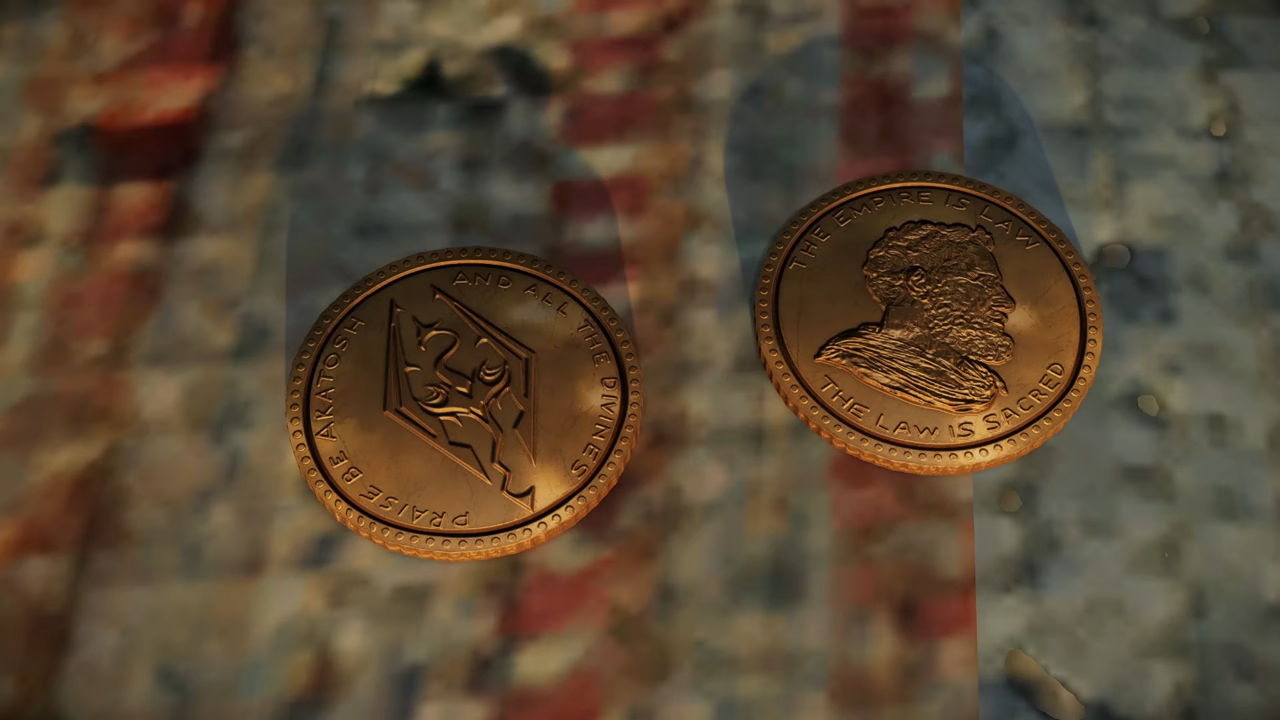 PRAISE BE AKATOSH
AND ALL THE DIVINES
THE EMPIRE IS LAW
THE LAW IS SACRED